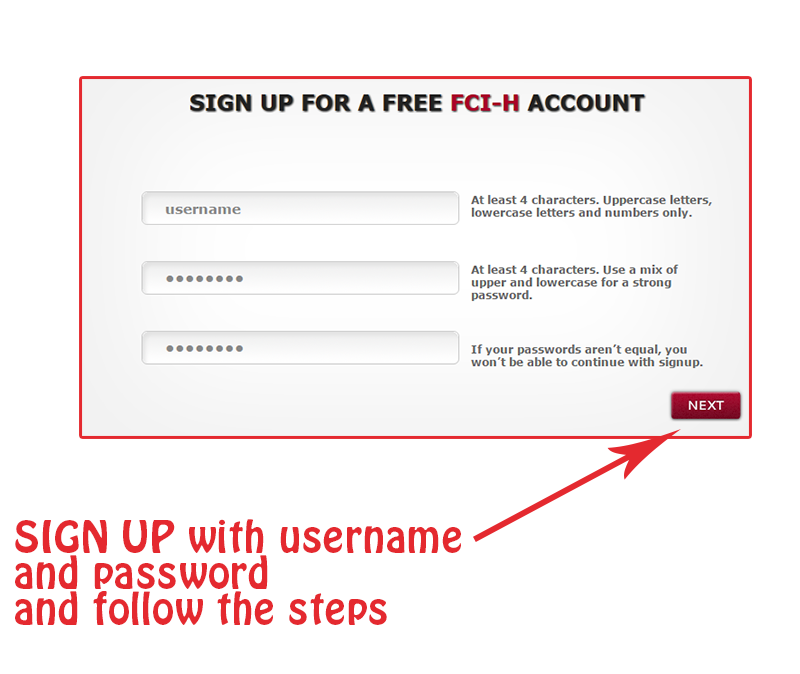 SIGN UP FOR A FREE FCI-H ACCOUNT
username
At least 4 characters. Uppercase letters,
lowercase letters and numbers only.
●●●●●●●●
At least 4 characters. Use a mix of
upper and lowercase for a strong
password.
●●●●●●●●
If your passwords aren’t equal, you
won’t be able to continue with signup.
NEXT
SIGN UP with username
and password
and follow the steps